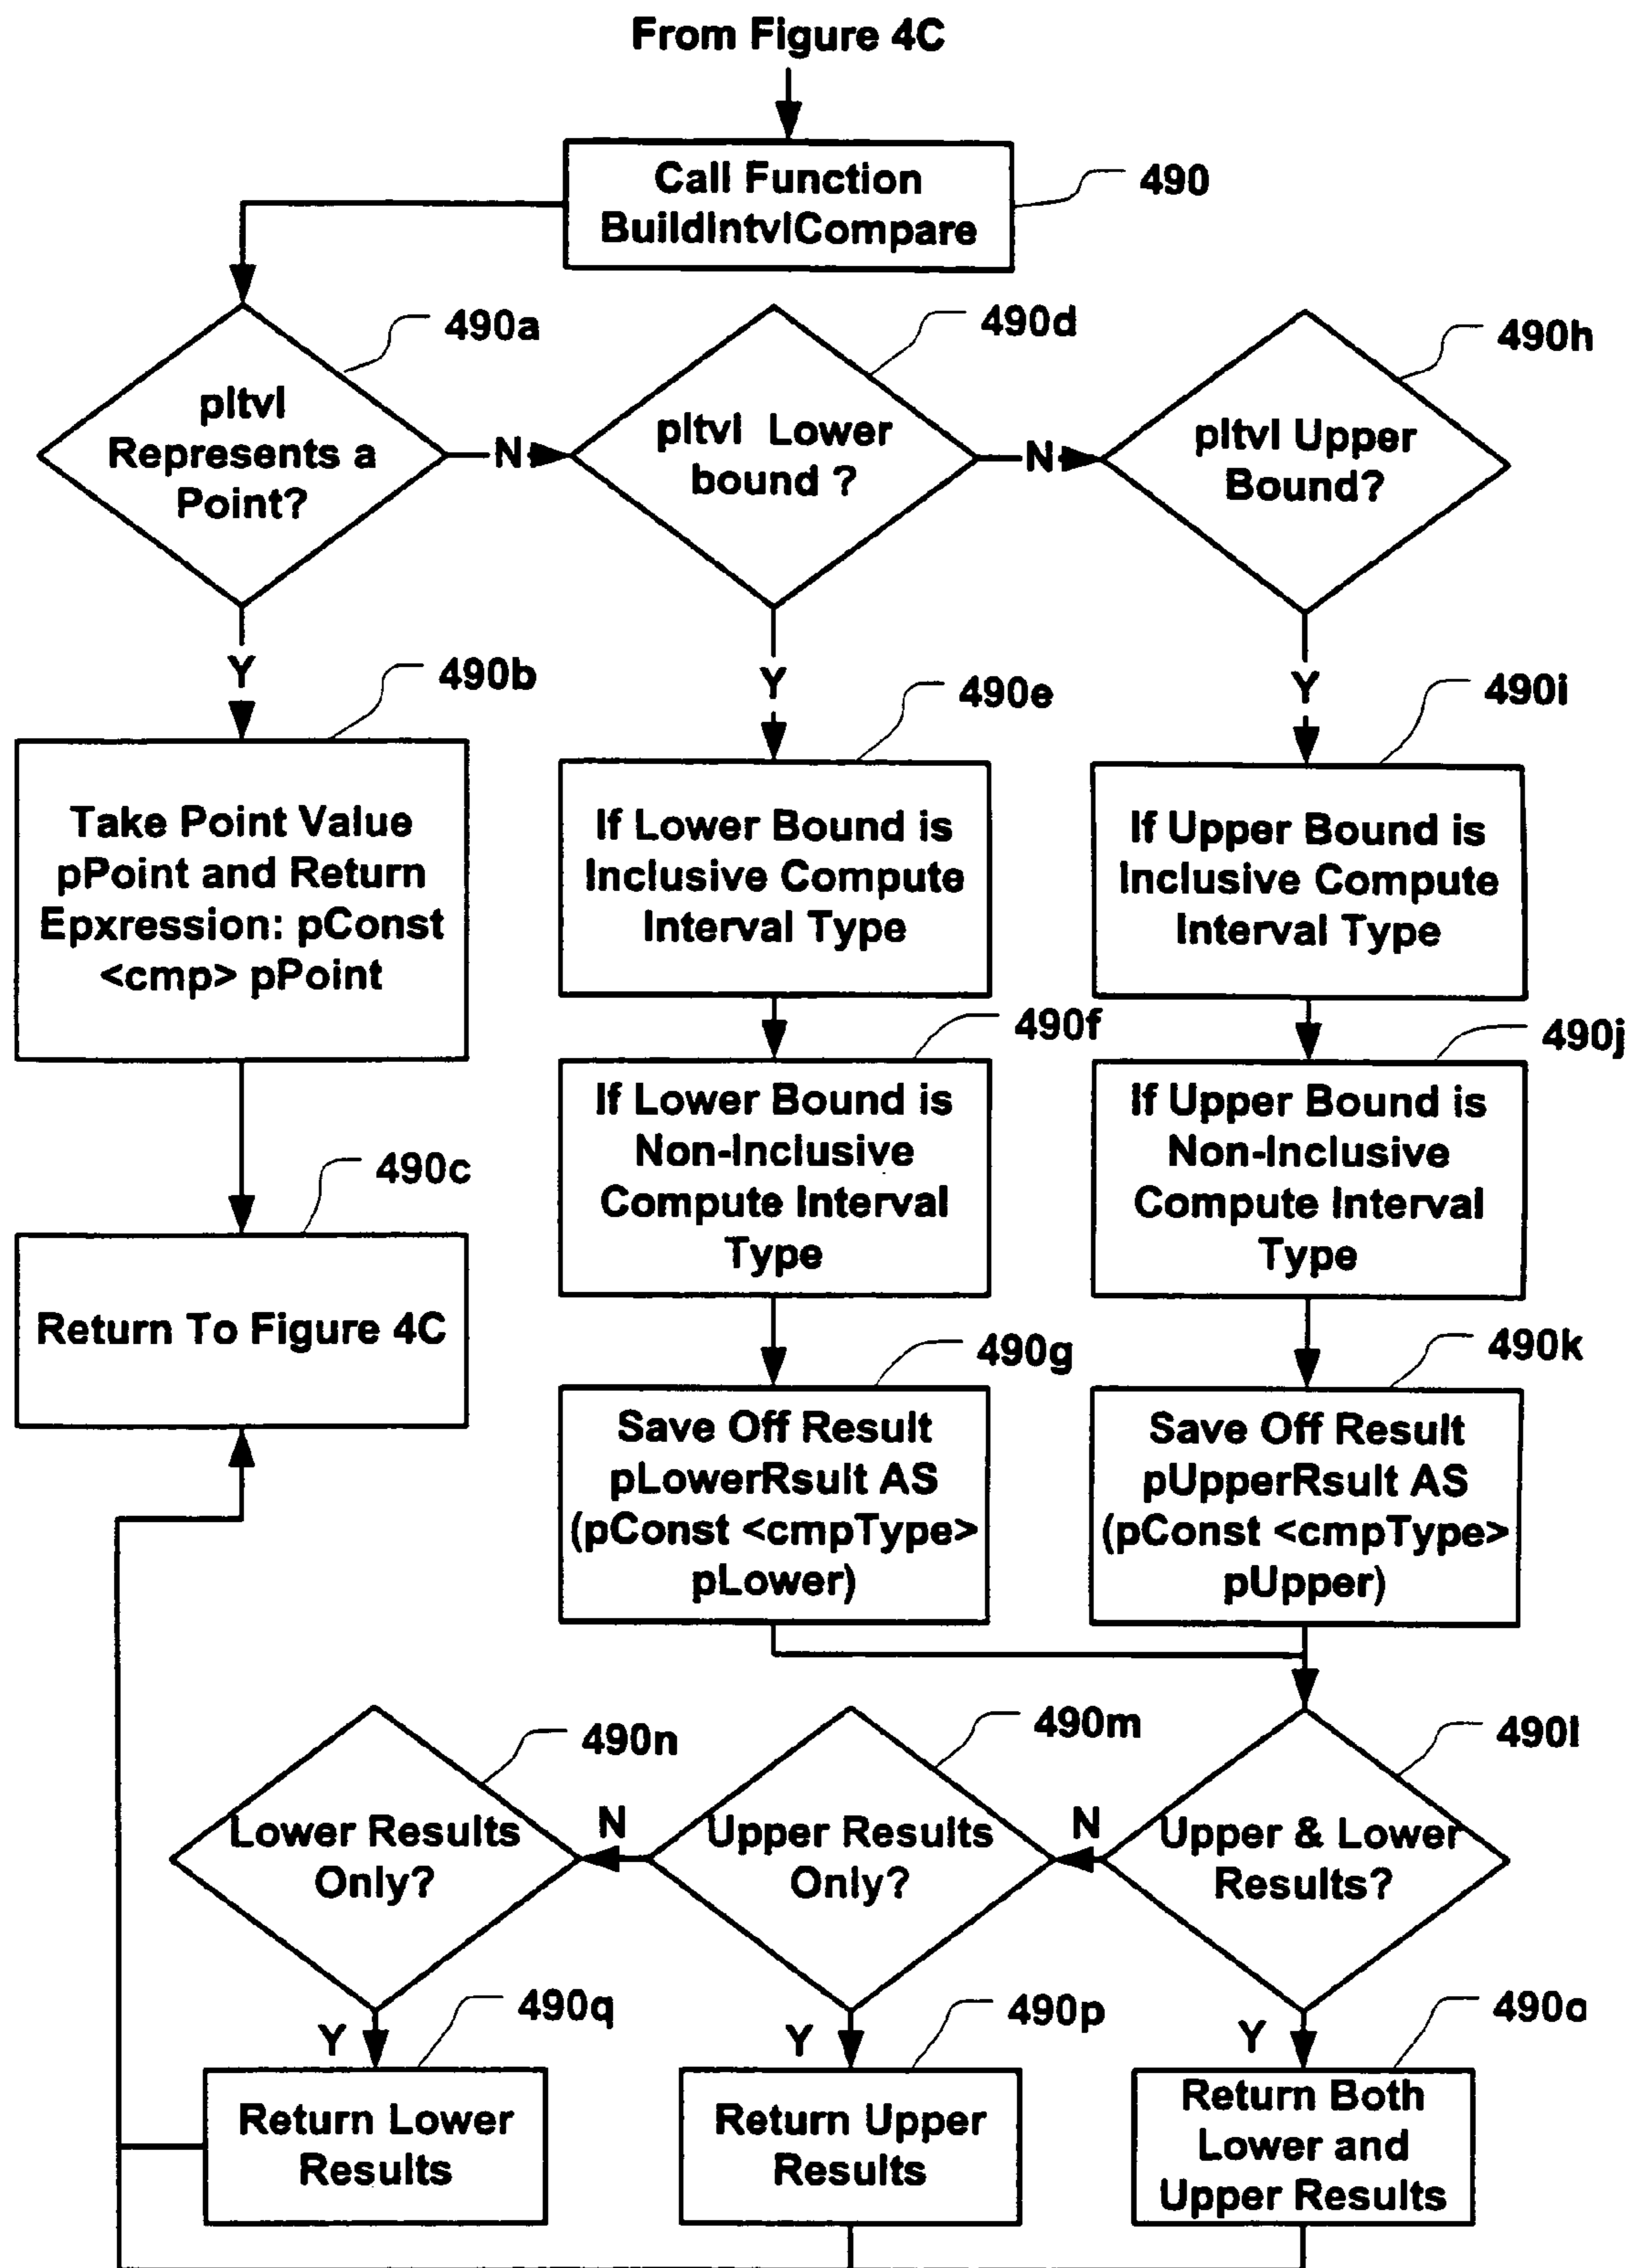 From Figure 4C
Call Function
BuildIntvlCompare
490
490a
pItvl
Represents a
Point?
N
490d
pItvl Lower
bound ?
N
490h
pItvl Upper
Bound?
Y
490b
Take Point Value
pPoint and Return
Epxression: pConst
<cmp> pPoint
490c
Return To Figure 4C
Y
490e
If Lower Bound is
Inclusive Compute
Interval Type
490f
If Lower Bound is
Non-Inclusive
Compute Interval
Type
490g
Save Off Result
pLowerRsult AS
(pConst <cmpType>
pLower)
Y
490i
If Upper Bound is
Inclusive Compute
Interval Type
490j
If Upper Bound is
Non-Inclusive
Compute Interval
Type
490k
Save Off Result
pUpperRsult AS
(pConst <cmpType>
pUpper)
490n
Lower Results
Only?
N
490m
Upper Results
Only?
N
490l
Upper & Lower
Results?
Y
490q
Return Lower
Results
Y
490p
Return Upper
Results
Y
490o
Return Both
Lower and
Upper Results